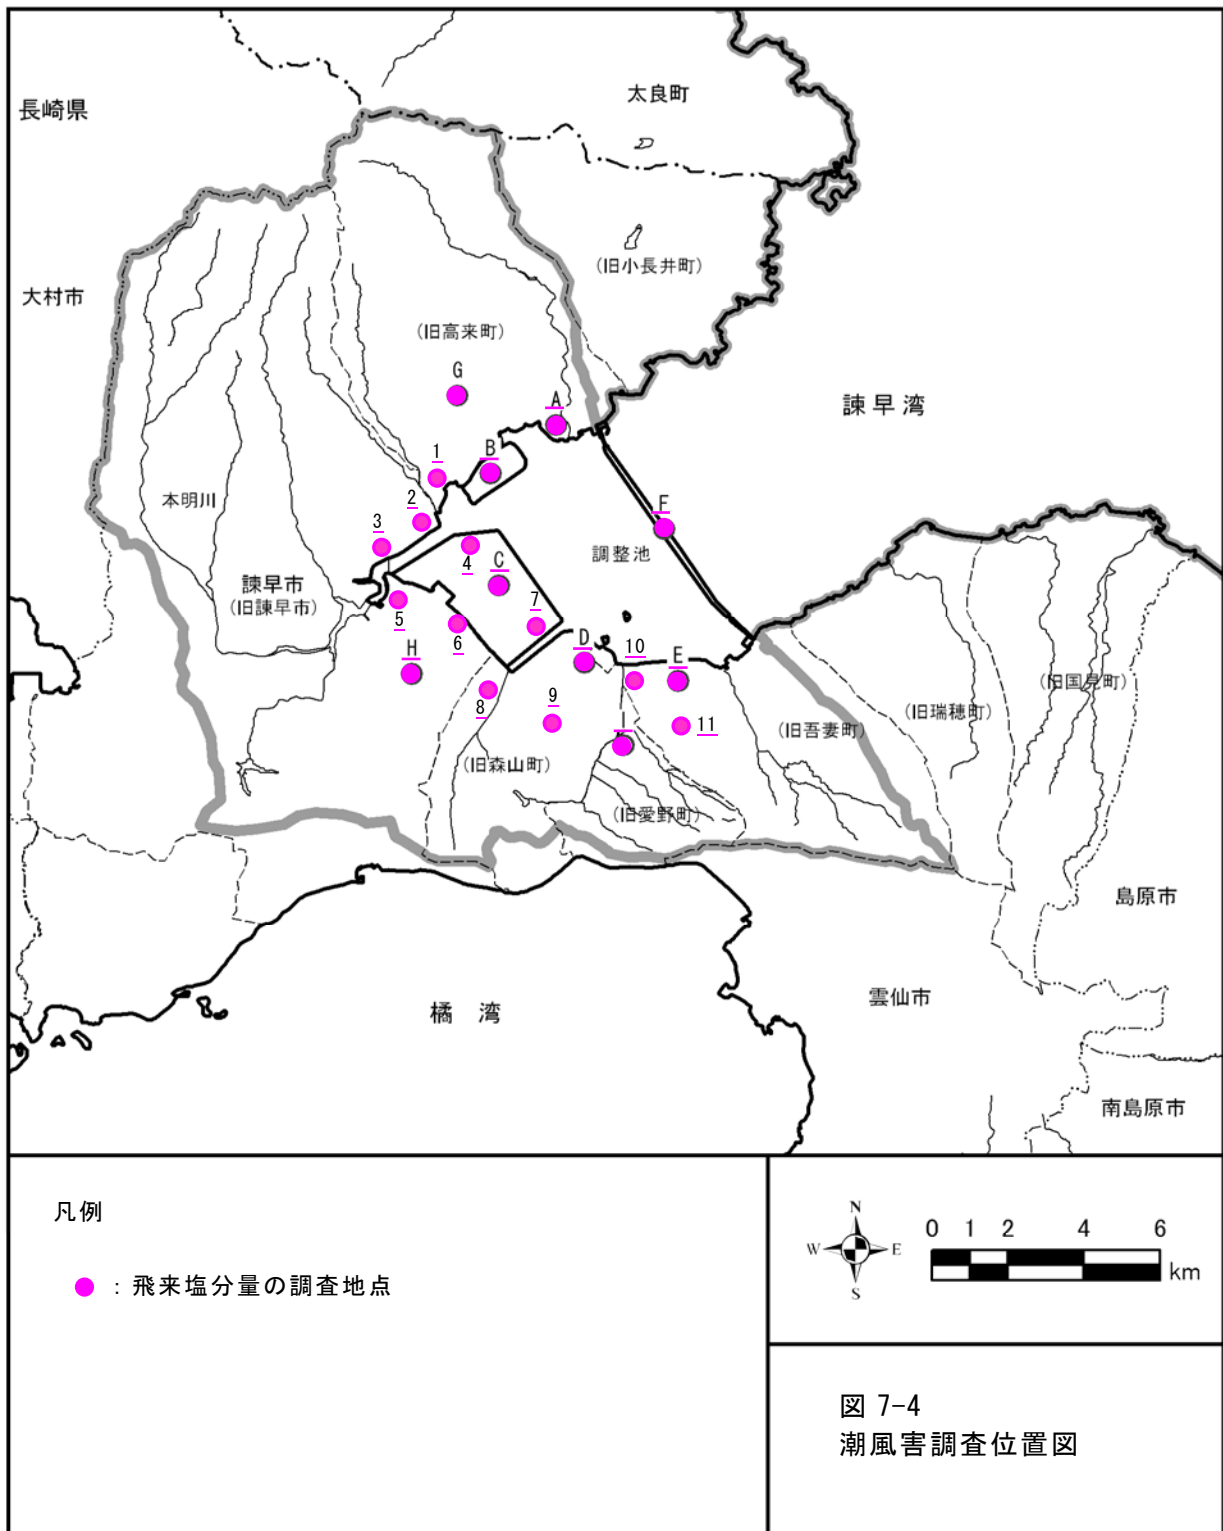 長崎県
太良町
大村市
(旧小長井町)
(旧高来町)
G
A
諫早湾
1
B
本明川
2
3
F
4
調整池
C
諫早市
(旧諫早市)
5
6
7
H
D
10
E
8
9
11
I
(旧国見町)
(旧瑞穂町)
(旧吾妻町)
(旧森山町)
(旧愛野町)
島原市
雲仙市
橘 湾
南島原市
凡例
:飛来塩分量の調査地点
N
W E
S
0 1 2 4 6
km
図 7-4
潮風害調査位置図